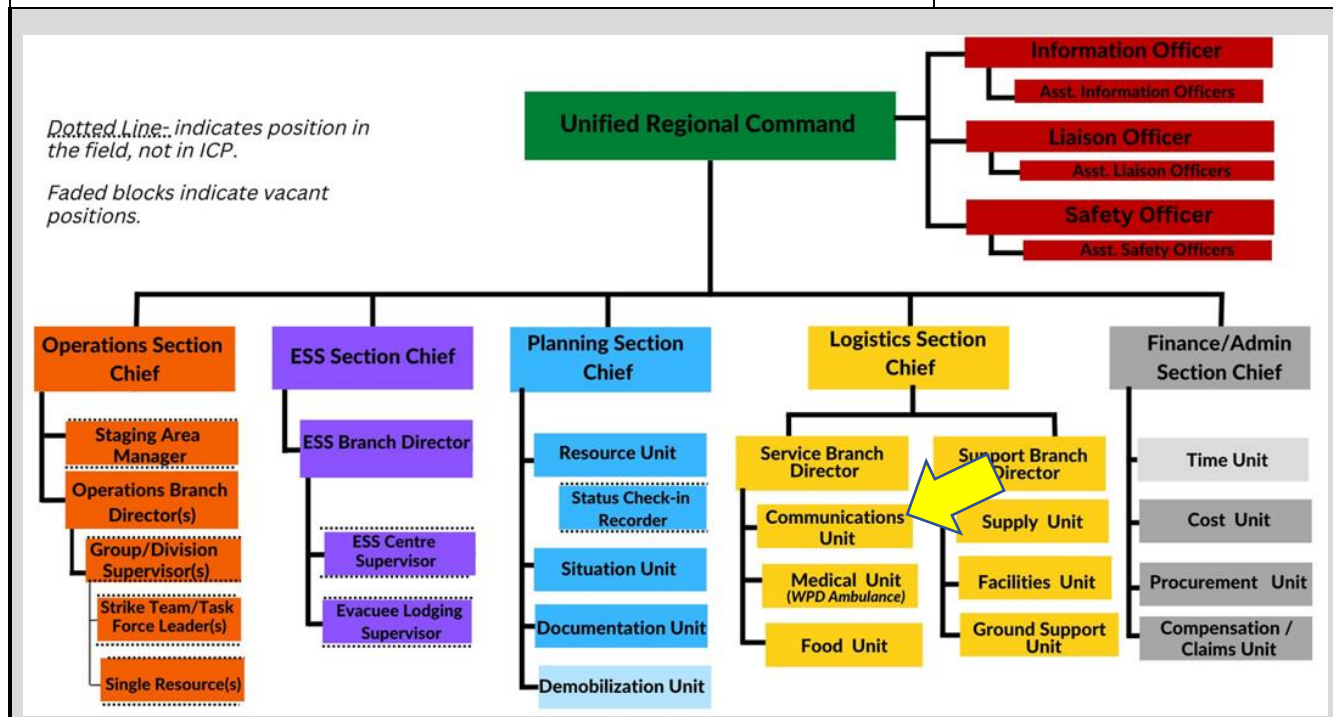 Dotted Line- indicates position in
the field, not in ICP.
Faded blocks indicate vacant
positions.
Unified Regional Command
Information Officer
Asst. Information Officers
Liaison Officer
Asst. Liaison Officers
Safety Officer
Asst. Safety Officers
Operations Section
Chief
Staging Area
Manager
Operations Branch
Director(s)
Group/Division
Supervisor(s)
Strike Team/Task
Force Leader(s)
Single Resource(s)
ESS Section Chief
ESS Branch Director
ESS Centre
Supervisor
Evacuee Lodging
Supervisor
Planning Section
Chief
Resource Unit
Status Check-in
Recorder
Situation Unit
Documentation Unit
Demobilization Unit
Logistics Section
Chief
Service Branch
Director
Communications
Unit
Medical Unit
(WPD Ambulance)
Food Unit
Support Branch
Director
Supply Unit
Facilities Unit
Ground Support
Unit
Finance/Admin
Section Chief
Time Unit
Cost Unit
Procurement Unit
Compensation /
Claims Unit